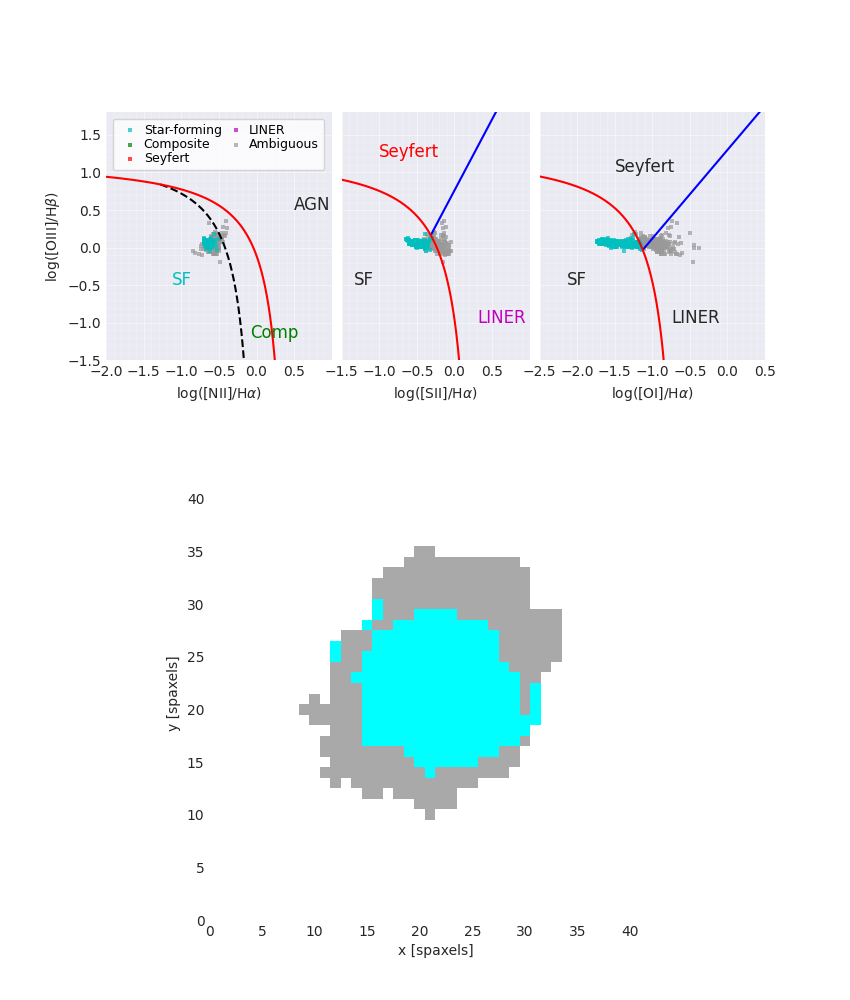 Star-forming
Composite
Seyfert
LINER
Ambiguous
AGN
SF
Comp
Seyfert
SF
LINER
Seyfert
SF
LINER
log([OIII]/Hβ)
1.5
1.0
0.5
0.0
−0.5
−1.0
−1.5
−2.0 −1.5 −1.0 −0.5 0.0 0.5
−1.5 −1.0 −0.5 0.0 0.5
−2.5 −2.0 −1.5 −1.0 −0.5 0.0 0.5
log([NII]/Hα)
log([SII]/Hα)
log([OI]/Hα)
y [spaxels]
40
35
30
25
20
15
10
5
0
0 5 10 15 20 25 30 35 40
x [spaxels]